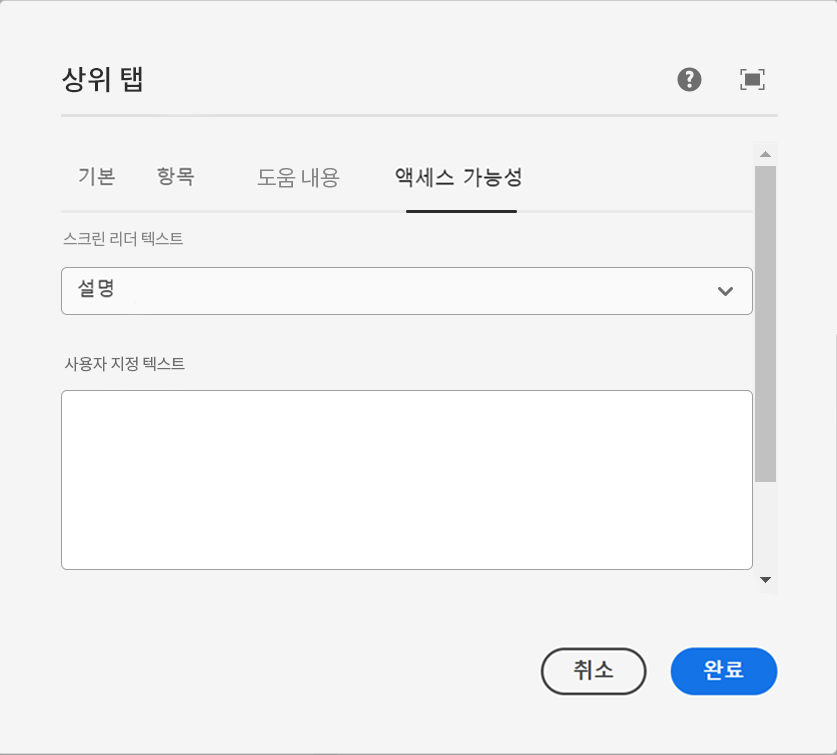 상위 탭
기본 항목 도움 내용 액세스 가능성
스크린 리더 텍스트
설명
사용자 지정 텍스트
취소 완료